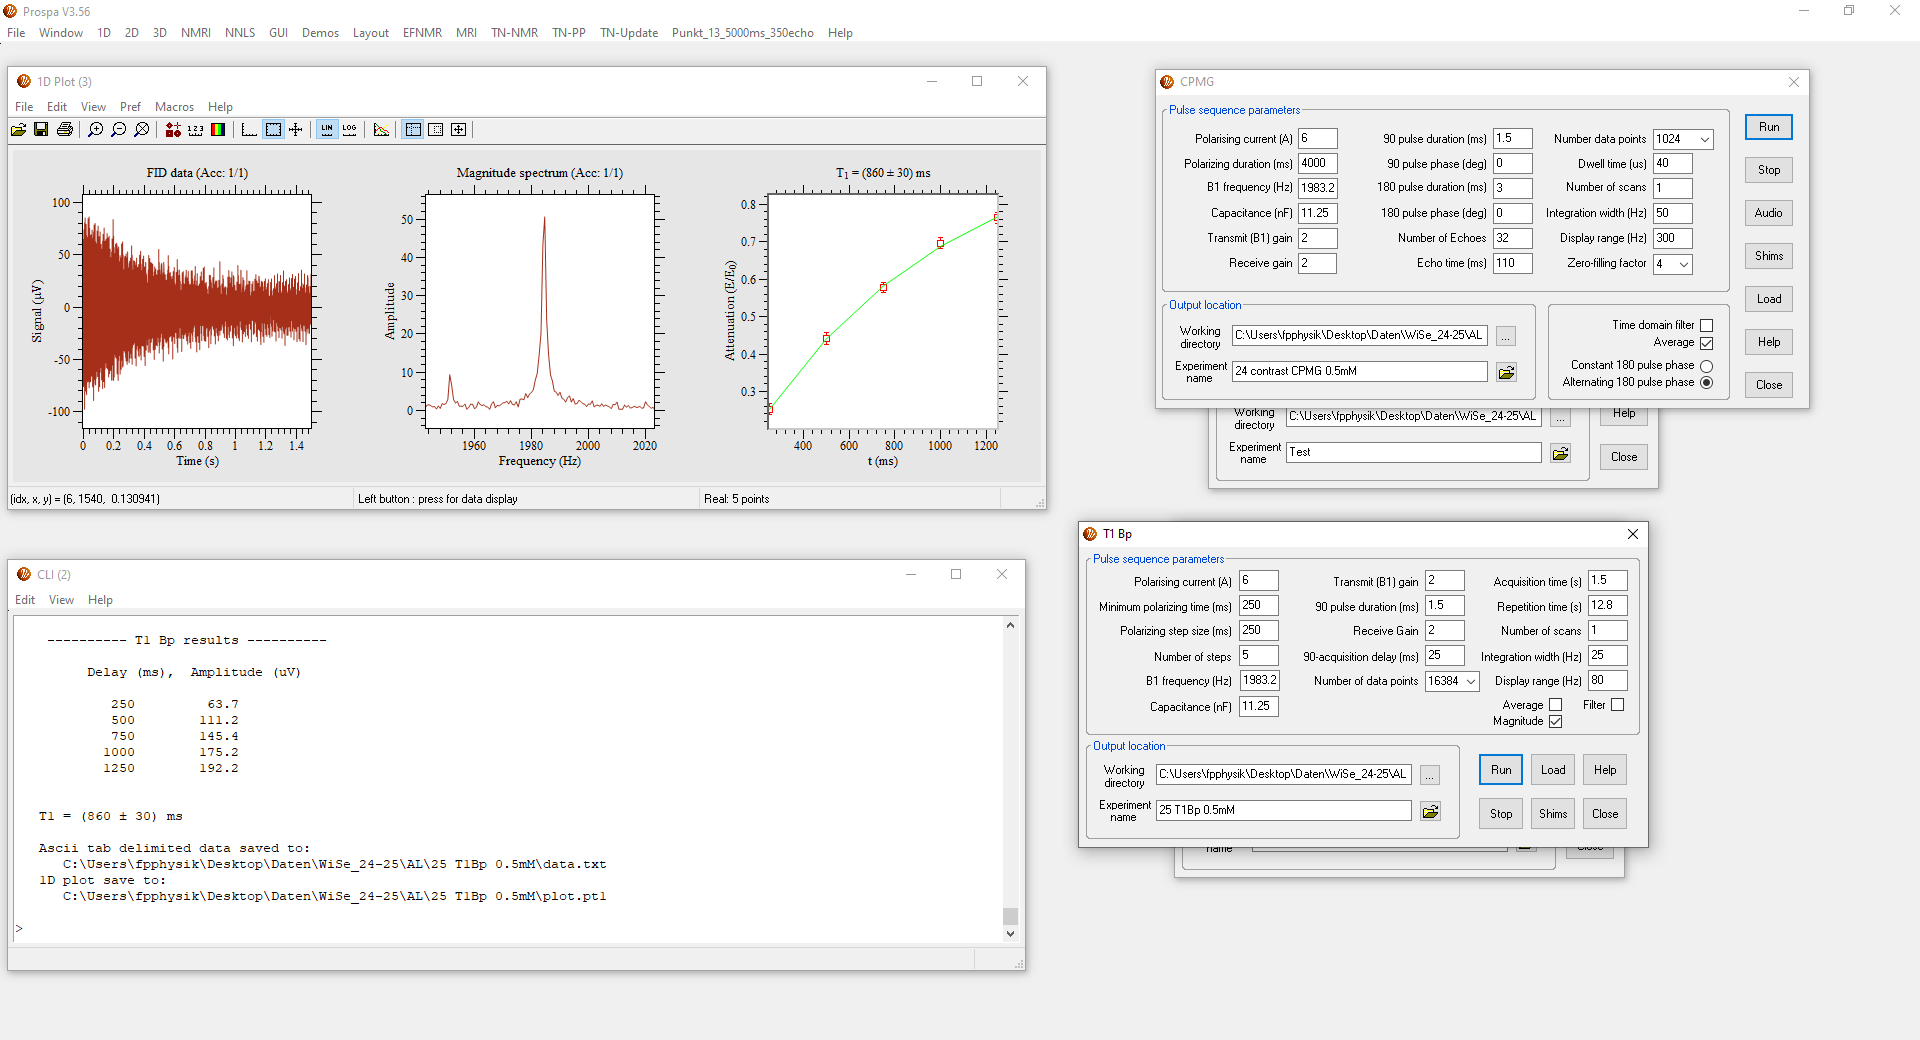 Prospa V3.56
File Window 1D 2D 3D NMRI NNLS GUI Demos Layout EFNMR MRI TN-NMR TN-PP TN-Update Punkt_13_5000ms_350echo Help
1D Plot (3)
File Edit View Pref Macros Help
1 2 3 LIN LOG
FID data (Acc: 1/1)
Signal (µV)
100
50
0
-50
-100
0 0.2 0.4 0.6 0.8 1 1.2 1.4
Time (s)
Magnitude spectrum (Acc: 1/1)
Amplitude
50
40
30
20
10
0
1960 1980 2000 2020
Frequency (Hz)
T1 = (860 ± 30) ms
Attenuation (E/E0)
0.8
0.7
0.6
0.5
0.4
0.3
400 600 800 1000 1200
t (ms)
(idx, x, y) = (6, 1540, 0.130941)
Left button : press for data display
Real: 5 points
CLI (2)
Edit View Help
---------- T1 Bp results ----------
Delay (ms), Amplitude (uV)
250 63.7
500 111.2
750 145.4
1000 175.2
1250 192.2
T1 = (860 ± 30) ms
Ascii tab delimited data saved to:
C:\Users\fpphysik\Desktop\Daten\WiSe_24-25\AL\25 T1Bp 0.5mM\data.txt
1D plot save to:
C:\Users\fpphysik\Desktop\Daten\WiSe_24-25\AL\25 T1Bp 0.5mM\plot.pt1
>
CPMG
Pulse sequence parameters
Polarising current (A) 6 90 pulse duration (ms) 1.5 Number data points 1024
Polarizing duration (ms) 4000 90 pulse phase (deg) 0 Dwell time (us) 40
B1 frequency (Hz) 1983.2 180 pulse duration (ms) 3 Number of scans 1
Capacitance (nF) 11.25 180 pulse phase (deg) 0 Integration width (Hz) 50
Transmit (B1) gain 2 Number of Echoes 32 Display range (Hz) 300
Receive gain 2 Echo time (ms) 110 Zero-filling factor 4
Run
Stop
Audio
Shims
Load
Help
Close
Output location
Working directory C:\Users\fpphysik\Desktop\Daten\WiSe_24-25\AL ...
Experiment name 24 contrast CPMG 0.5mM
Time domain filter
Average
Constant 180 pulse phase
Alternating 180 pulse phase
Working directory C:\Users\fpphysik\Desktop\Daten\WiSe_24-25\AL ... Help
Experiment name Test Close
T1 Bp
Pulse sequence parameters
Polarising current (A) 6 Transmit (B1) gain 2 Acquisition time (s) 1.5
Minimum polarizing time (ms) 250 90 pulse duration (ms) 1.5 Repetition time (s) 12.8
Polarizing step size (ms) 250 Receive Gain 2 Number of scans 1
Number of steps 5 90-acquisition delay (ms) 25 Integration width (Hz) 25
B1 frequency (Hz) 1983.2 Number of data points 16384 Display range (Hz) 80
Capacitance (nF) 11.25 Average Filter
Magnitude
Output location
Working directory C:\Users\fpphysik\Desktop\Daten\WiSe_24-25\AL ...
Experiment name 25 T1Bp 0.5mM
Run Load Help
Stop Shims Close
name Close